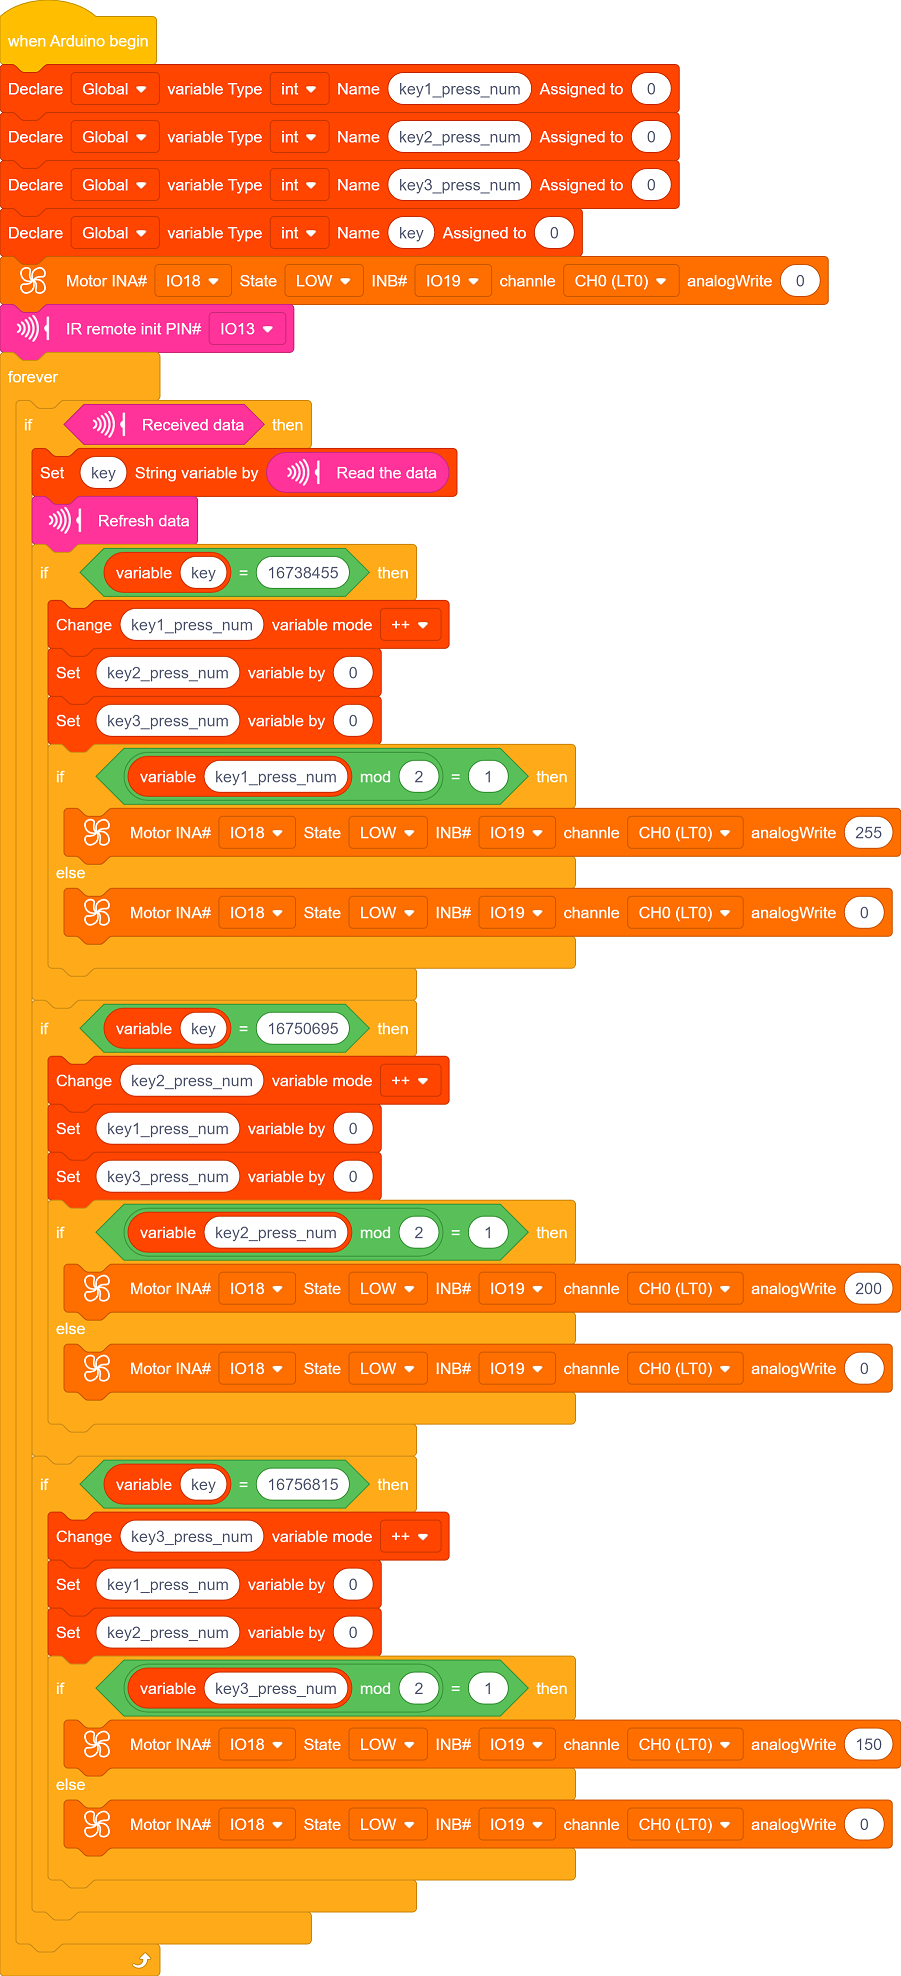 when Arduino begin
Declare Global variable Type int Name key1_press_num Assigned to 0
Declare Global variable Type int Name key2_press_num Assigned to 0
Declare Global variable Type int Name key3_press_num Assigned to 0
Declare Global variable Type int Name key Assigned to 0
Motor INA# IO18 State LOW INB# IO19 channle CH0 (LT0) analogWrite 0
IR remote init PIN# IO13
forever
if Received data then
Set key String variable by Read the data
Refresh data
if variable key = 16738455 then
Change key1_press_num variable mode ++
Set key2_press_num variable by 0
Set key3_press_num variable by 0
if variable key1_press_num mod 2 = 1 then
Motor INA# IO18 State LOW INB# IO19 channle CH0 (LT0) analogWrite 255
else
Motor INA# IO18 State LOW INB# IO19 channle CH0 (LT0) analogWrite 0
if variable key = 16750695 then
Change key2_press_num variable mode ++
Set key1_press_num variable by 0
Set key3_press_num variable by 0
if variable key2_press_num mod 2 = 1 then
Motor INA# IO18 State LOW INB# IO19 channle CH0 (LT0) analogWrite 200
else
Motor INA# IO18 State LOW INB# IO19 channle CH0 (LT0) analogWrite 0
if variable key = 16756815 then
Change key3_press_num variable mode ++
Set key1_press_num variable by 0
Set key2_press_num variable by 0
if variable key3_press_num mod 2 = 1 then
Motor INA# IO18 State LOW INB# IO19 channle CH0 (LT0) analogWrite 150
else
Motor INA# IO18 State LOW INB# IO19 channle CH0 (LT0) analogWrite 0